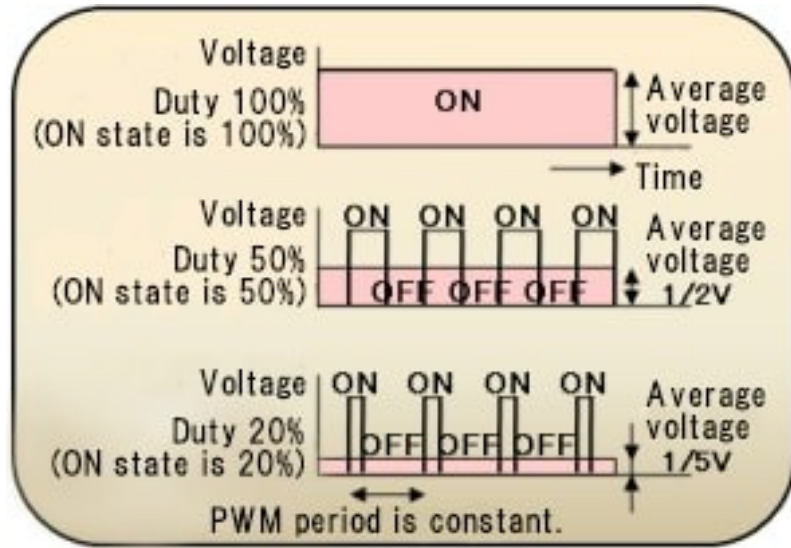 Voltage
Duty 100%
(ON state is 100%)
ON
Average
voltage
Time
Voltage
Duty 50%
(ON state is 50%)
ON ON ON ON
OFF OFF OFF
Average
voltage
1/2V
Voltage
Duty 20%
(ON state is 20%)
ON ON ON ON
OFF OFF OFF
Average
voltage
1/5V
PWM period is constant.